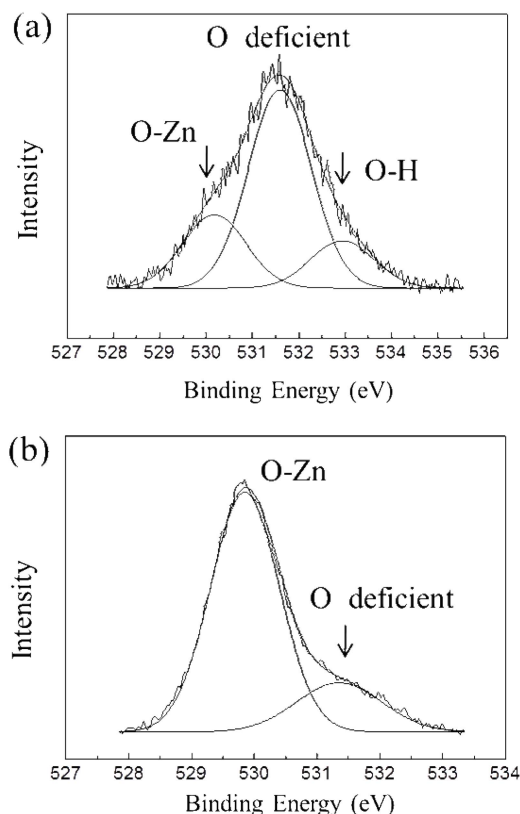 (a)
O deficient
O-Zn
O-H
Intensity
527 528 529 530 531 532 533 534 535 536
Binding Energy (eV)
(b)
O-Zn
O deficient
Intensity
527 528 529 530 531 532 533 534
Binding Energy (eV)